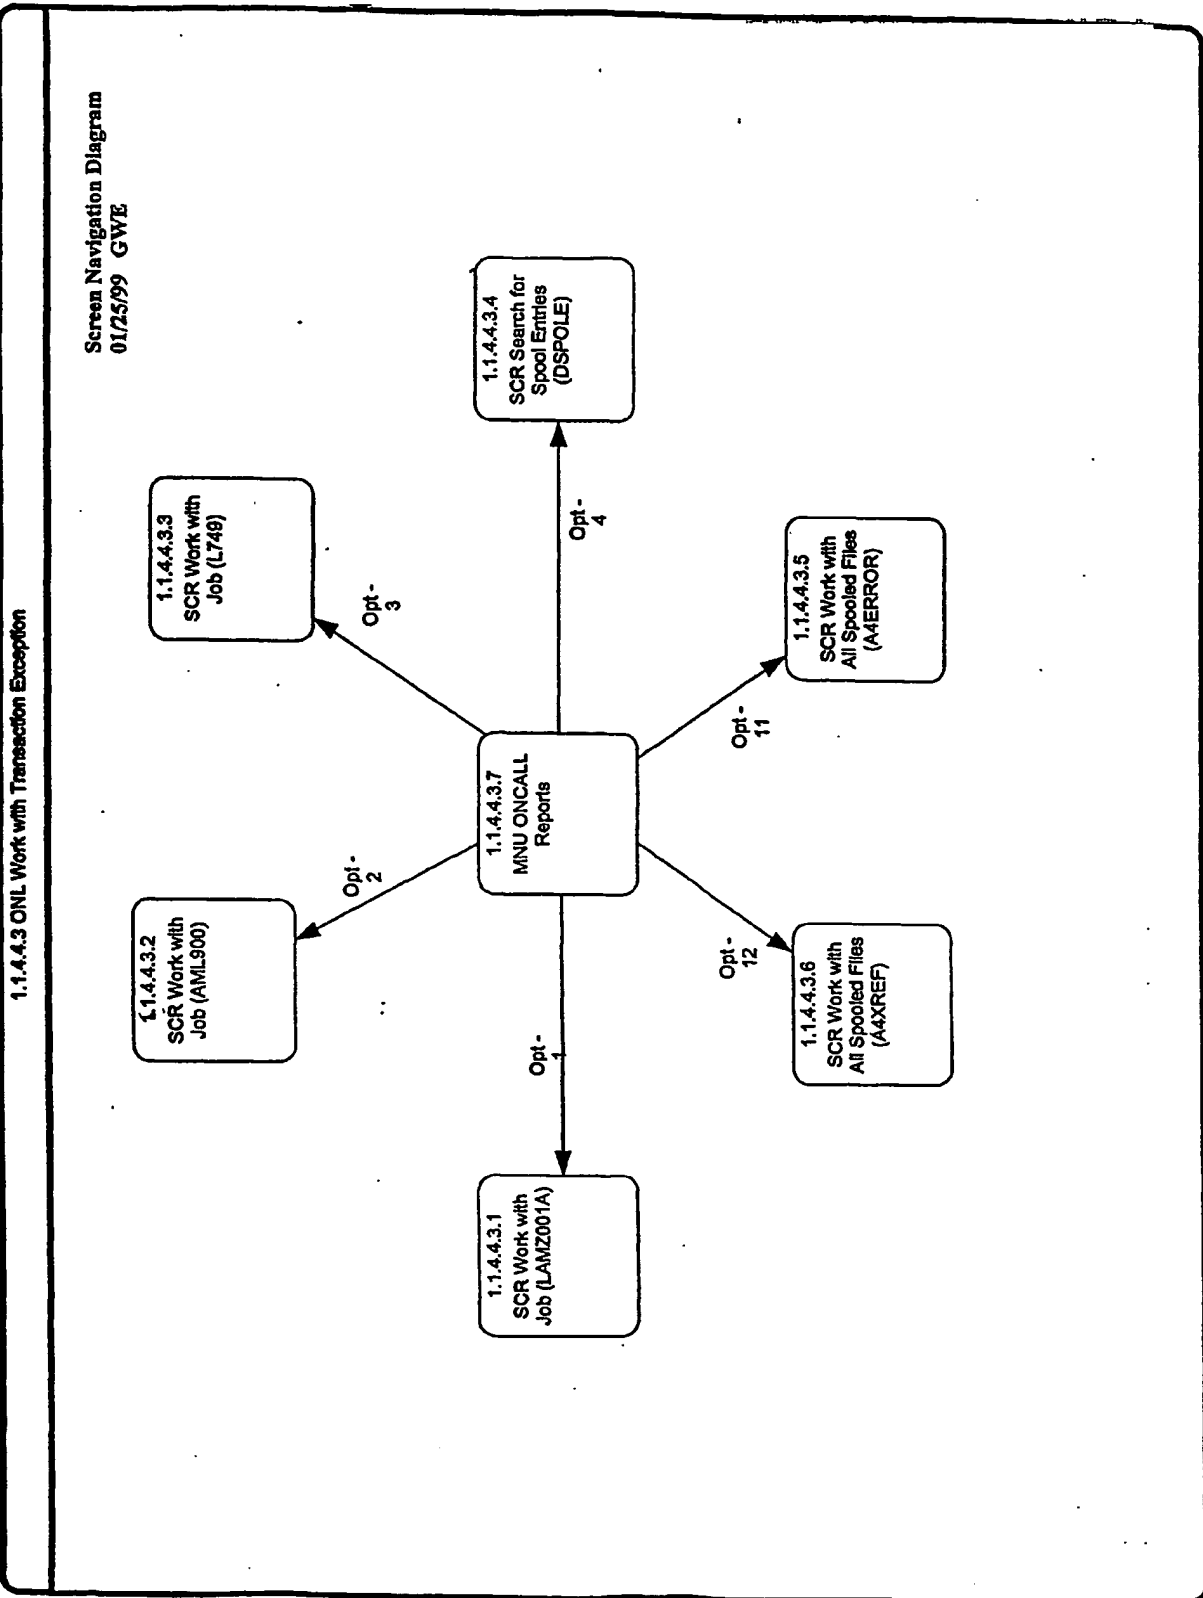 1.1.4.4.3 ONL Work with Transaction Exception
Screen Navigation Diagram
01/25/99 GWE
1.1.4.4.3.2
SCR Work with
Job (AML900)
1.1.4.4.3.3
SCR Work with
Job (L749)
Opt -
2
Opt -
3
1.1.4.4.3.1
SCR Work with
Job (LAMZ001A)
Opt -
1
1.1.4.4.3.7
MNU ONCALL
Reports
Opt -
4
1.1.4.4.3.4
SCR Search for
Spool Entries
(DSPOLE)
Opt -
12
Opt -
11
1.1.4.4.3.6
SCR Work with
All Spooled Files
(A4XREF)
1.1.4.4.3.5
SCR Work with
All Spooled Files
(A4ERROR)